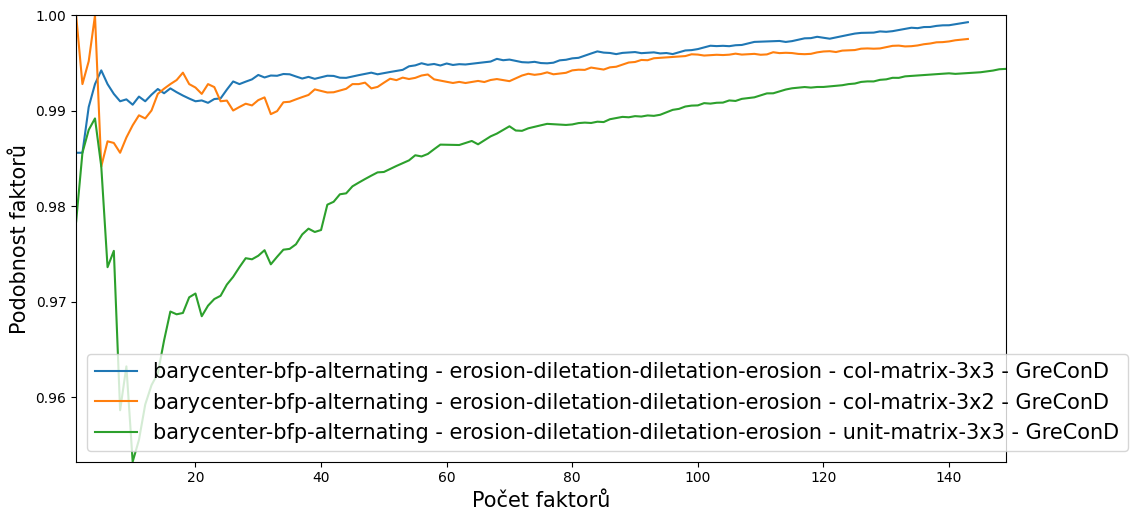 1.00
0.99
0.98
0.97
0.96
Podobnost faktorů
barycenter-bfp-alternating - erosion-diletation-diletation-erosion - col-matrix-3x3 - GreConD
barycenter-bfp-alternating - erosion-diletation-diletation-erosion - col-matrix-3x2 - GreConD
barycenter-bfp-alternating - erosion-diletation-diletation-erosion - unit-matrix-3x3 - GreConD
20 40 60 80 100 120 140
Počet faktorů